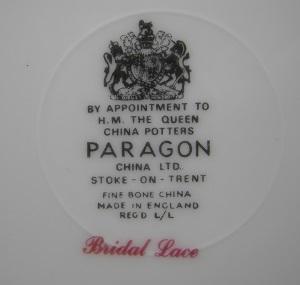 BY APPOINTMENT TO
H.M. THE QUEEN
CHINA POTTERS
PARAGON
CHINA LTD.
STOKE-ON-TRENT
FINE BONE CHINA
MADE IN ENGLAND
REGD L/L
Bridal Lace